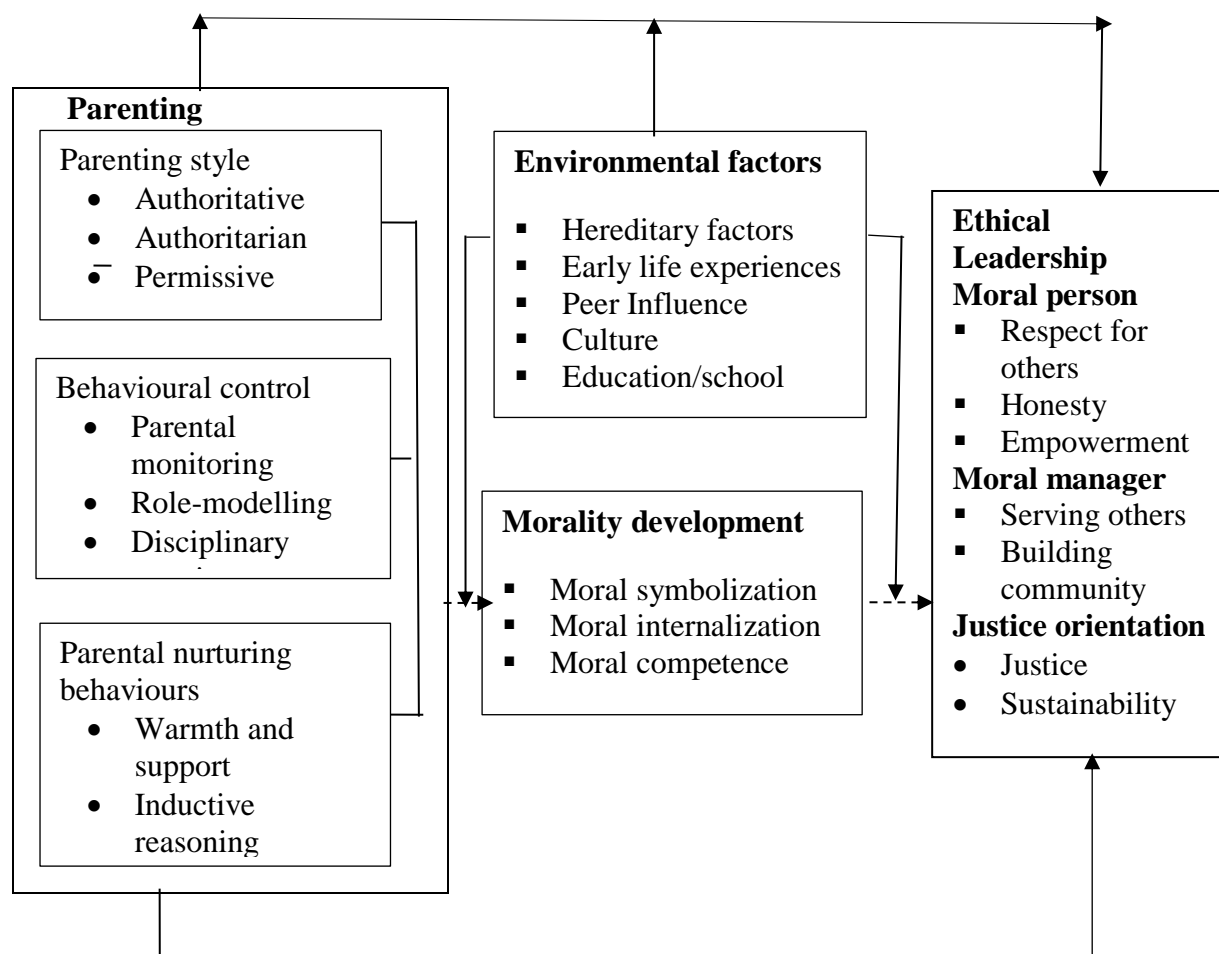 Parenting
Parenting style
• Authoritative
• Authoritarian
• Permissive
Behavioural control
• Parental
monitoring
• Role-modelling
• Disciplinary
Parental nurturing
behaviours
• Warmth and
support
• Inductive
reasoning
Environmental factors
▪ Hereditary factors
▪ Early life experiences
▪ Peer Influence
▪ Culture
▪ Education/school
Morality development
▪ Moral symbolization
▪ Moral internalization
▪ Moral competence
Ethical
Leadership
Moral person
▪ Respect for
others
▪ Honesty
▪ Empowerment
Moral manager
▪ Serving others
▪ Building
community
Justice orientation
• Justice
• Sustainability